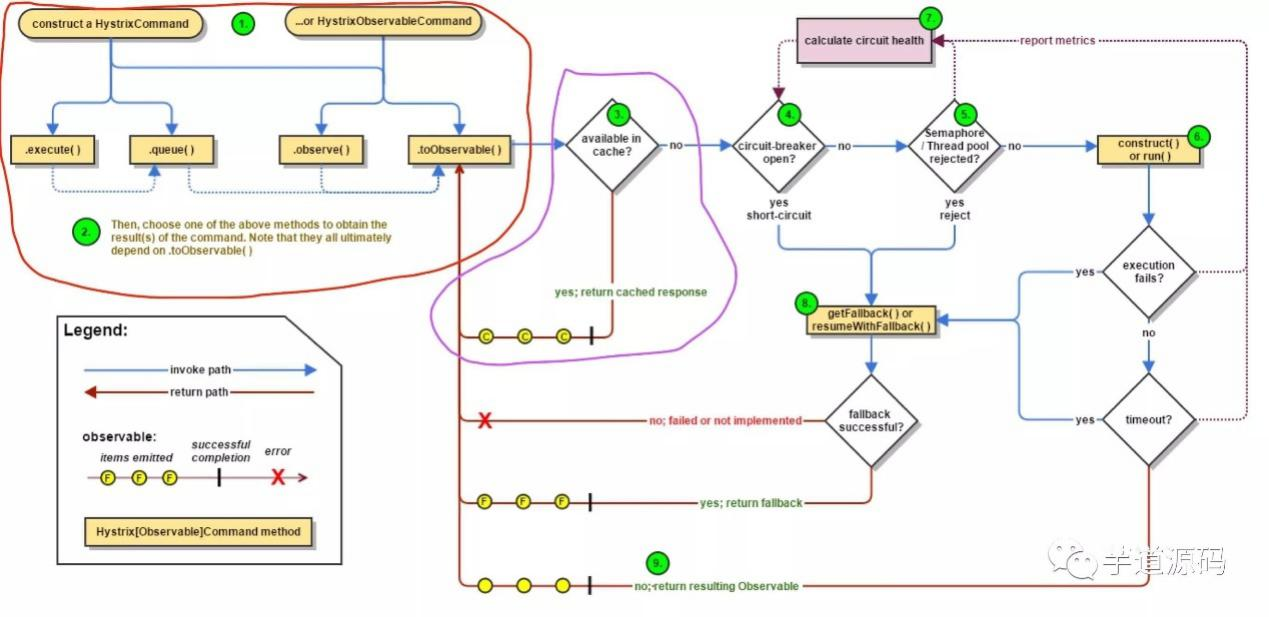 construct a HystrixCommand
1.
...or HystrixObservableCommand
.execute( )
.queue( )
.observe( )
.toObservable( )
2.
Then, choose one of the above methods to obtain the
result(s) of the command. Note that they all ultimately
depend on .toObservable( )
3.
available in
cache?
no
yes; return cached response
C
C
C
4.
circuit-breaker
open?
no
yes
short-circuit
7.
calculate circuit health
report metrics
5.
Semaphore
/ Thread pool
rejected?
no
yes
reject
6.
construct( )
or run( )
execution
fails?
yes
no
timeout?
yes
8.
getFallback( ) or
resumeWithFallback( )
fallback
successful?
no; failed or not implemented
X
yes; return fallback
F
F
F
9.
no; return resulting Observable
Legend:
invoke path
return path
observable:
items emitted
successful
completion
error
F
F
F
X
Hystrix[Observable]Command method
芋道源码